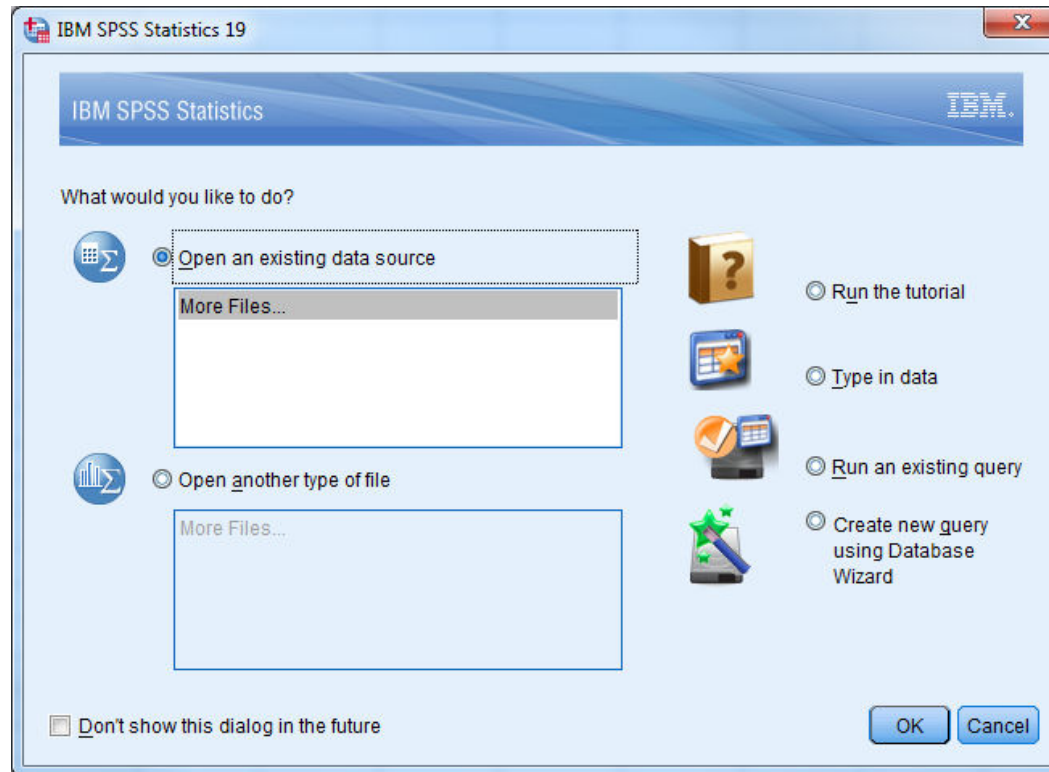 IBM SPSS Statistics 19
IBM SPSS Statistics
IBM.
What would you like to do?
Open an existing data source
More Files...
Open another type of file
More Files...
Run the tutorial
Type in data
Run an existing query
Create new query
using Database
Wizard
Don't show this dialog in the future
OK
Cancel